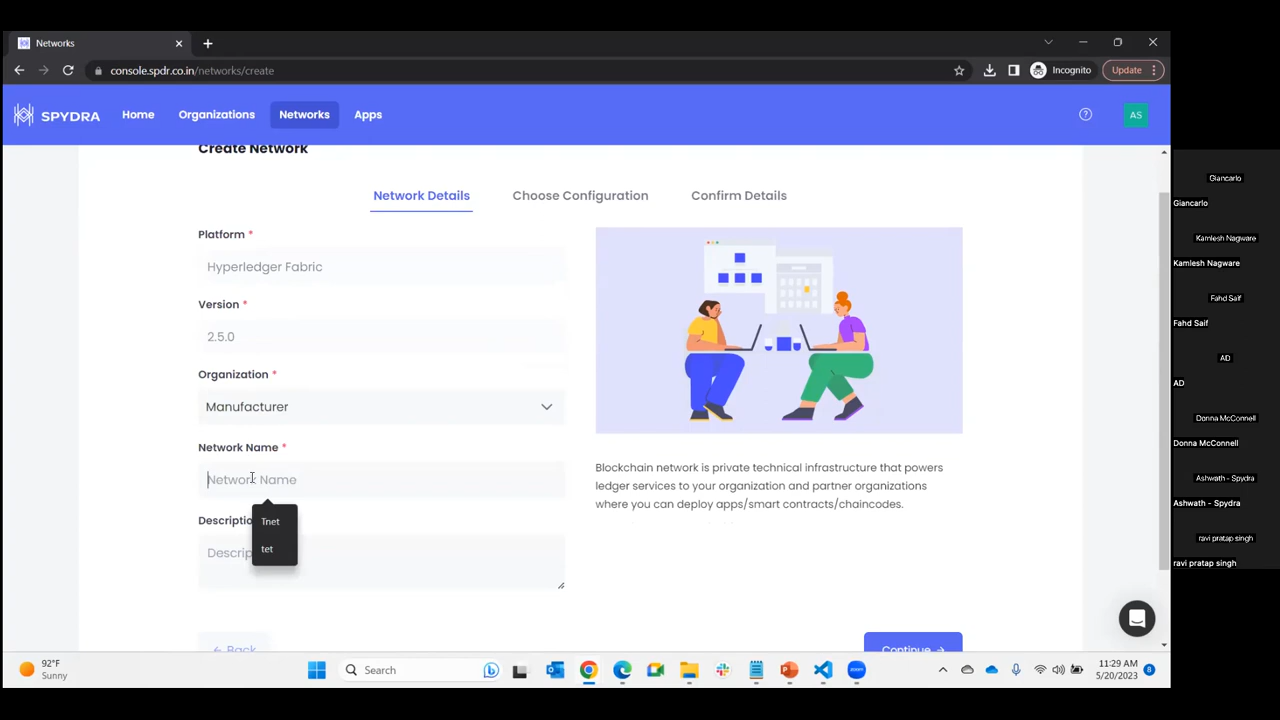 Networks
console.spdr.co.in/networks/create
Incognito
Update
SPYDRA
Home
Organizations
Networks
Apps
AS
Create Network
Network Details
Choose Configuration
Confirm Details
Platform *
Hyperledger Fabric
Version *
2.5.0
Organization *
Manufacturer
Network Name *
Network Name
Tnet
tet
Descriptio
Descrip
Blockchain network is private technical infrastructure that powers
ledger services to your organization and partner organizations
where you can deploy apps/smart contracts/chaincodes.
← Back
Continue →
Giancarlo
Giancarlo
Kamlesh Nagware
Kamlesh Nagware
Fahd Saif
Fahd Saif
AD
AD
Donna McConnell
Donna McConnell
Ashwath - Spydra
Ashwath - Spydra
ravi pratap singh
ravi pratap singh
92°F
Sunny
Search
11:29 AM
5/20/2023
8